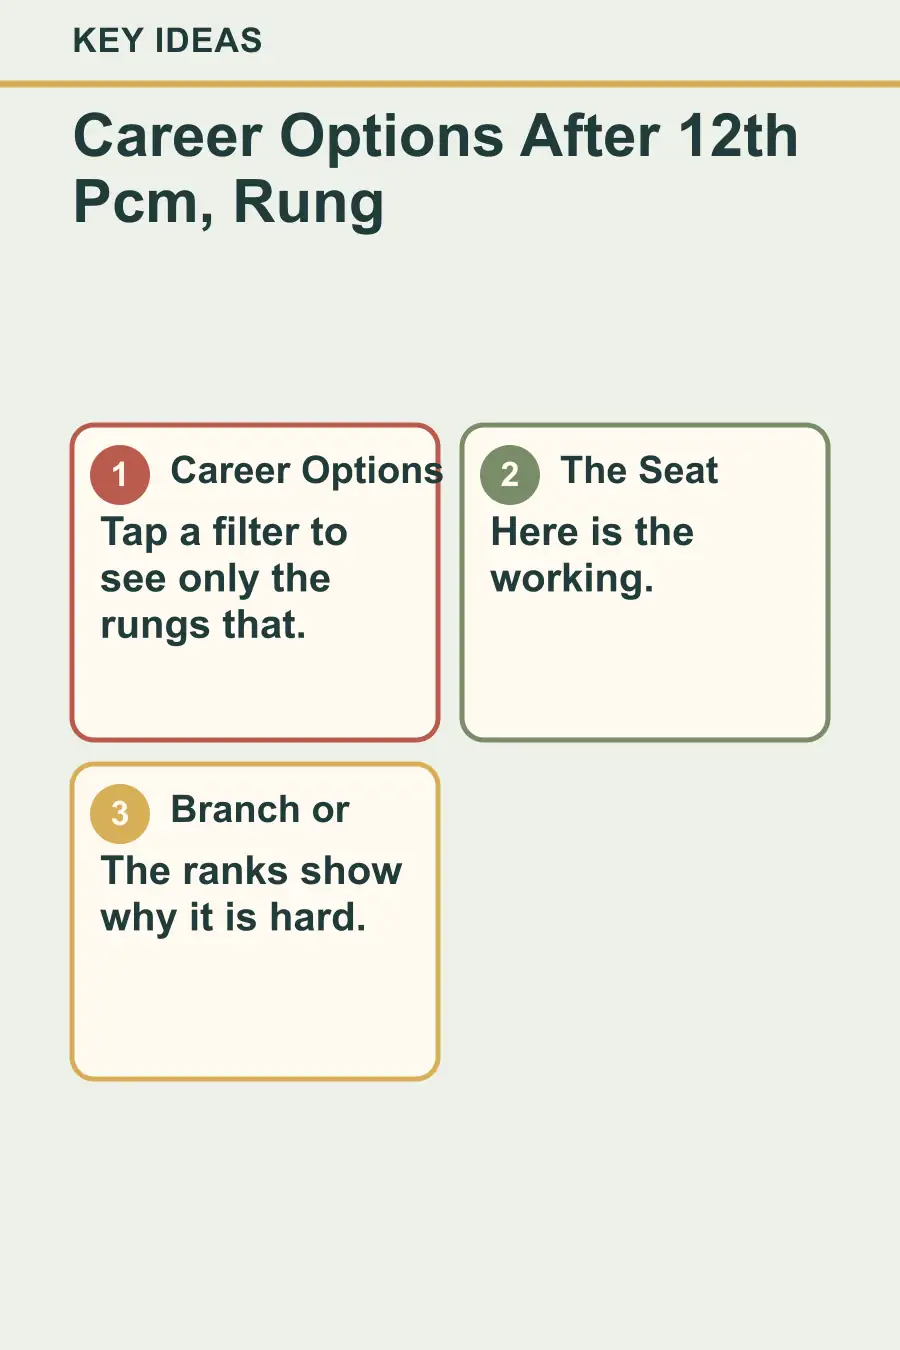 KEY IDEAS
Career Options After 12th
Pcm, Rung
1
Career Options
Tap a filter to
see only the
rungs that.
2
The Seat
Here is the
working.
3
Branch or
The ranks show
why it is hard.